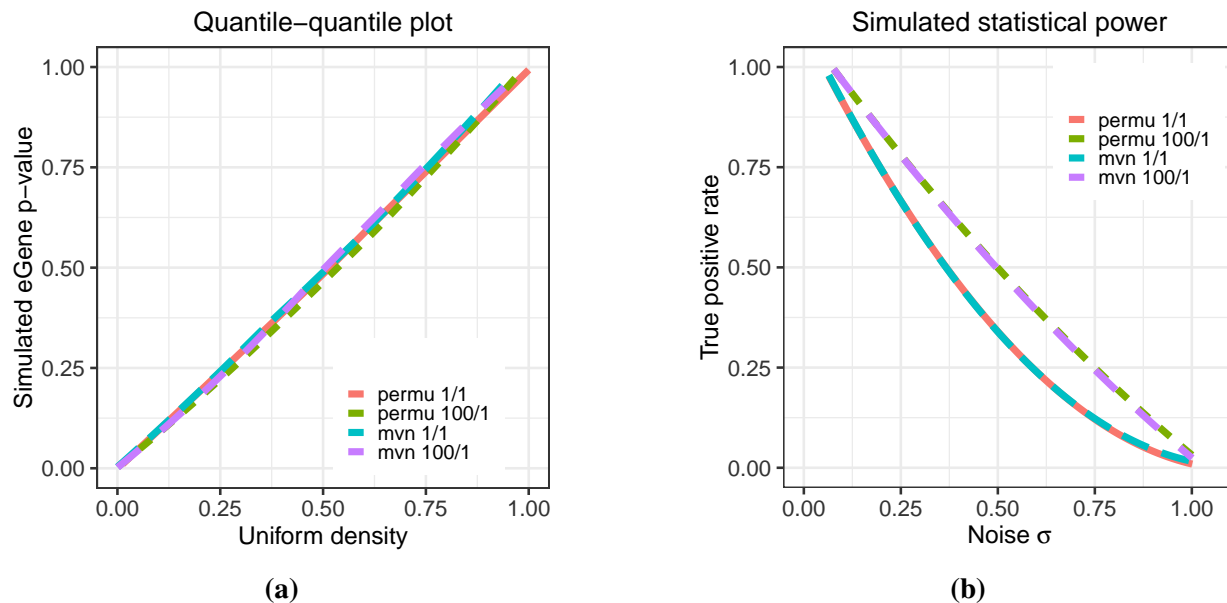 Quantile−quantile plot
Simulated eGene p−value
1.00
0.75
0.50
0.25
0.00
permu 1/1
permu 100/1
mvn 1/1
mvn 100/1
0.00 0.25 0.50 0.75 1.00
Uniform density
(a)
Simulated statistical power
True positive rate
1.00
0.75
0.50
0.25
0.00
permu 1/1
permu 100/1
mvn 1/1
mvn 100/1
0.00 0.25 0.50 0.75 1.00
Noise σ
(b)